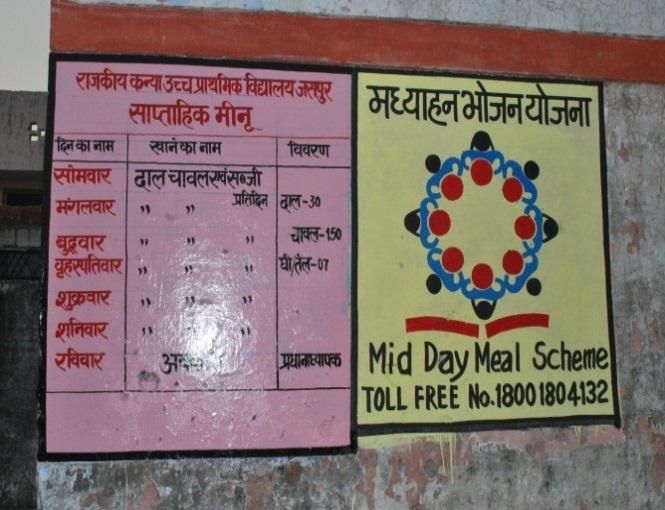 राजकीय कन्या उच्च प्राथमिक विद्यालय जसपुर
साप्ताहिक मीनू
दिन का नाम खाने का नाम विवरण
सोमवार दाल चावल एवं सब्जी
प्रतिदिन
मंगलवार ,, ,, दाल-30
बुद्धवार ,, ,, ,, चावल-150
वृहस्पतिवार ,, ,, ,, घी/तेल-07
शुक्रवार ,, ,, ,,
शनिवार ,, ,, ,,
रविवार प्रधानाध्यापक
मध्याहन भोजन योजना
Mid Day Meal Scheme
TOLL FREE No.1800 1804132